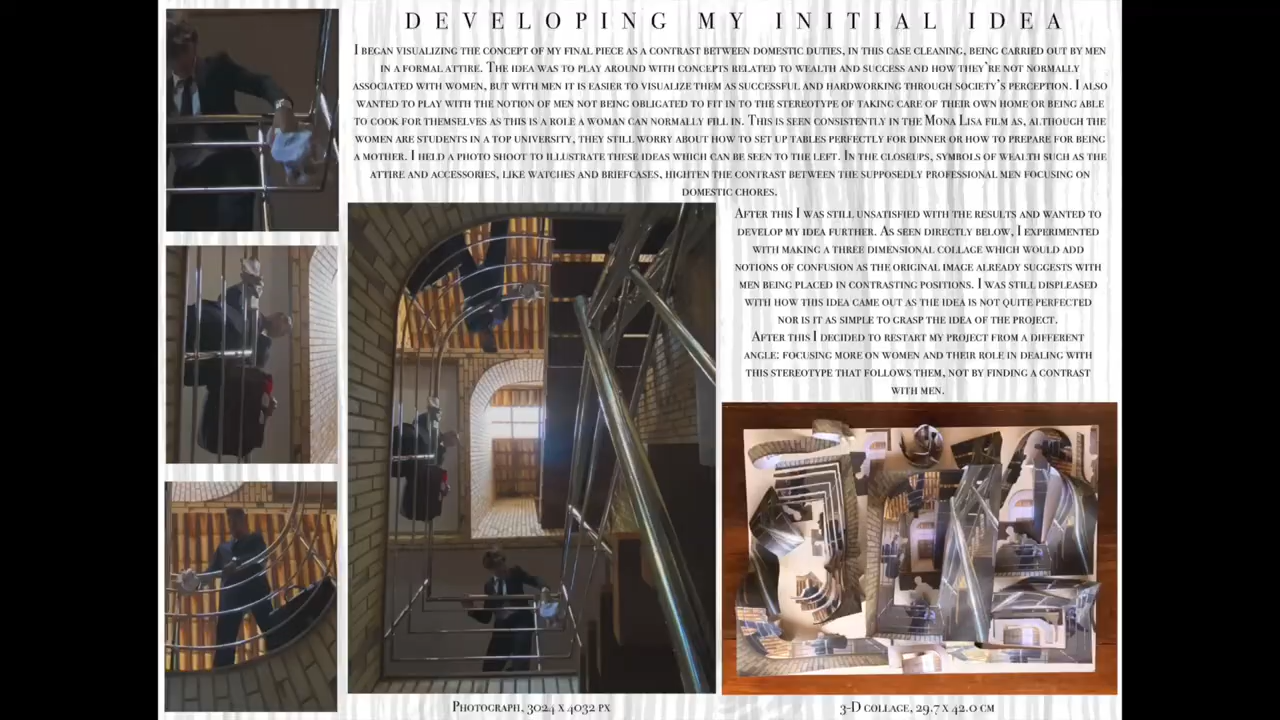 DEVELOPING MY INITIAL IDEA
I BEGAN VISUALIZING THE CONCEPT OF MY FINAL PIECE AS A CONTRAST BETWEEN DOMESTIC DUTIES, IN THIS CASE CLEANING, BEING CARRIED OUT BY MEN
IN A FORMAL ATTIRE. THE IDEA WAS TO PLAY AROUND WITH CONCEPTS RELATED TO WEALTH AND SUCCESS AND HOW THEY'RE NOT NORMALLY
ASSOCIATED WITH WOMEN, BUT WITH MEN IT IS EASIER TO VISUALIZE THEM AS SUCCESSFUL AND HARDWORKING THROUGH SOCIETY'S PERCEPTION. I ALSO
WANTED TO PLAY WITH THE NOTION OF MEN NOT BEING OBLIGATED TO FIT IN TO THE STEREOTYPE OF TAKING CARE OF THEIR OWN HOME OR BEING ABLE
TO COOK FOR THEMSELVES AS THIS IS A ROLE A WOMAN CAN NORMALLY FILL IN. THIS IS SEEN CONSISTENTLY IN THE MONA LISA FILM AS, ALTHOUGH THE
WOMEN ARE STUDENTS IN A TOP UNIVERSITY, THEY STILL WORRY ABOUT HOW TO SET UP TABLES PERFECTLY FOR DINNER OR HOW TO PREPARE FOR BEING
A MOTHER. I HELD A PHOTO SHOOT TO ILLUSTRATE THESE IDEAS WHICH CAN BE SEEN TO THE LEFT. IN THE CLOSEUPS, SYMBOLS OF WEALTH SUCH AS THE
ATTIRE AND ACCESSORIES, LIKE WATCHES AND BRIEFCASES, HIGHTEN THE CONTRAST BETWEEN THE SUPPOSEDLY PROFESSIONAL MEN FOCUSING ON
DOMESTIC CHORES.
AFTER THIS I WAS STILL UNSATISFIED WITH THE RESULTS AND WANTED TO
DEVELOP MY IDEA FURTHER. AS SEEN DIRECTLY BELOW, I EXPERIMENTED
WITH MAKING A THREE DIMENSIONAL COLLAGE WHICH WOULD ADD
NOTIONS OF CONFUSION AS THE ORIGINAL IMAGE ALREADY SUGGESTS WITH
MEN BEING PLACED IN CONTRASTING POSITIONS. I WAS STILL DISPLEASED
WITH HOW THIS IDEA CAME OUT AS THE IDEA IS NOT QUITE PERFECTED
NOR IS IT AS SIMPLE TO GRASP THE IDEA OF THE PROJECT.
AFTER THIS I DECIDED TO RESTART MY PROJECT FROM A DIFFERENT
ANGLE: FOCUSING MORE ON WOMEN AND THEIR ROLE IN DEALING WITH
THIS STEREOTYPE THAT FOLLOWS THEM, NOT BY FINDING A CONTRAST
WITH MEN.
PHOTOGRAPH, 3024 X 4032 PX
3-D COLLAGE, 29.7 X 42.0 CM